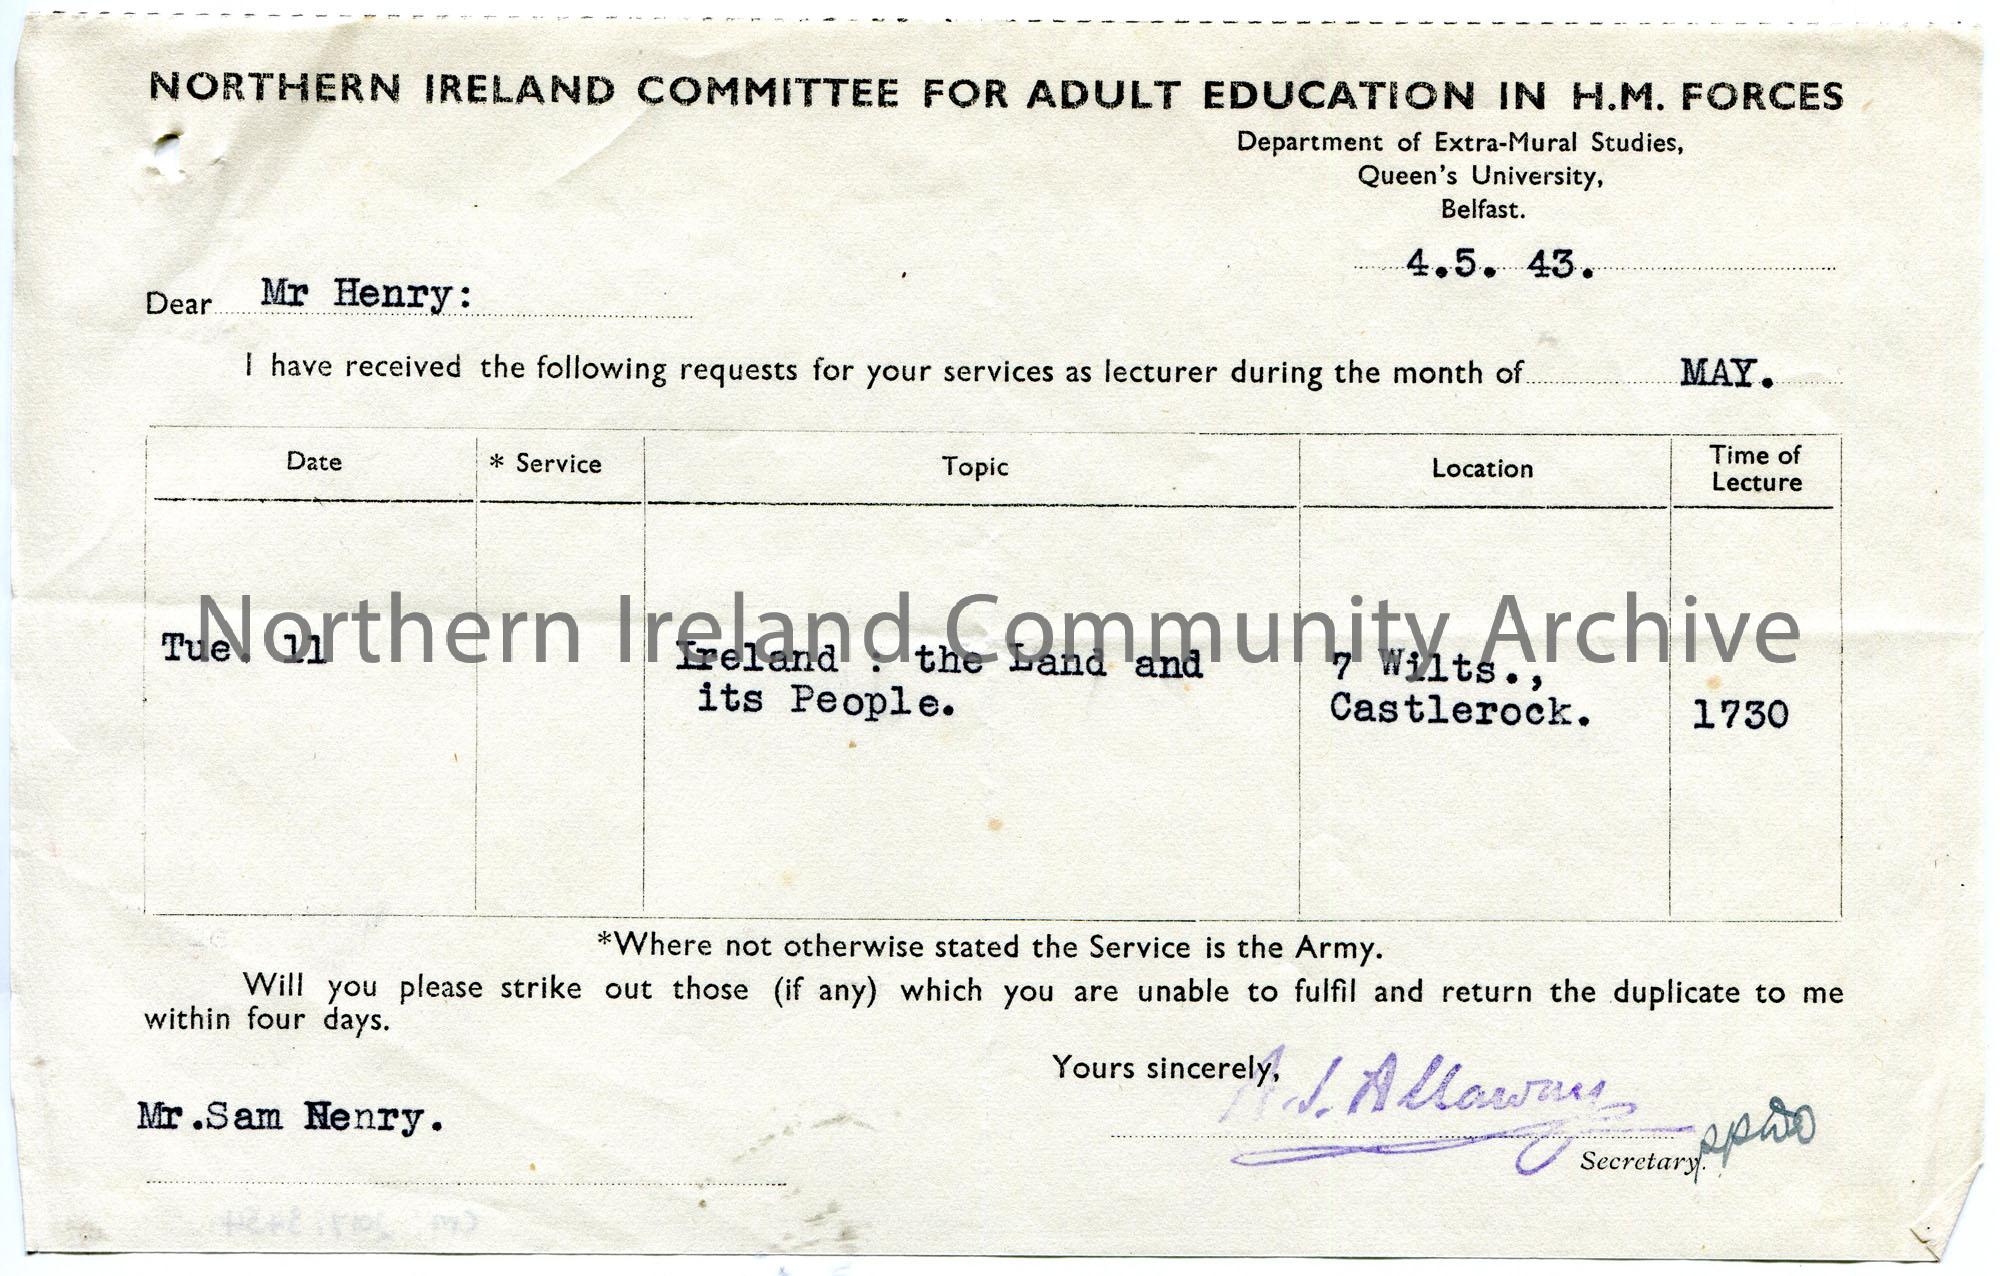 NORTHERN IRELAND COMMITTEE FOR ADULT EDUCATION IN H.M. FORCES
Department of Extra-Mural Studies,
Queen's University,
Belfast.
4.5. 43.
Dear Mr Henry:
I have received the following requests for your services as lecturer during the month of MAY.
Date * Service Topic Location Time of Lecture
Northern Ireland Community Archive
Tue. 11 Ireland : the Land and 7 Wilts.,
its People. Castlerock. 1730
*Where not otherwise stated the Service is the Army.
Will you please strike out those (if any) which you are unable to fulfil and return the duplicate to me
within four days.
Yours sincerely,
A.J. Allaway
Mr.Sam Henry.
Secretary.